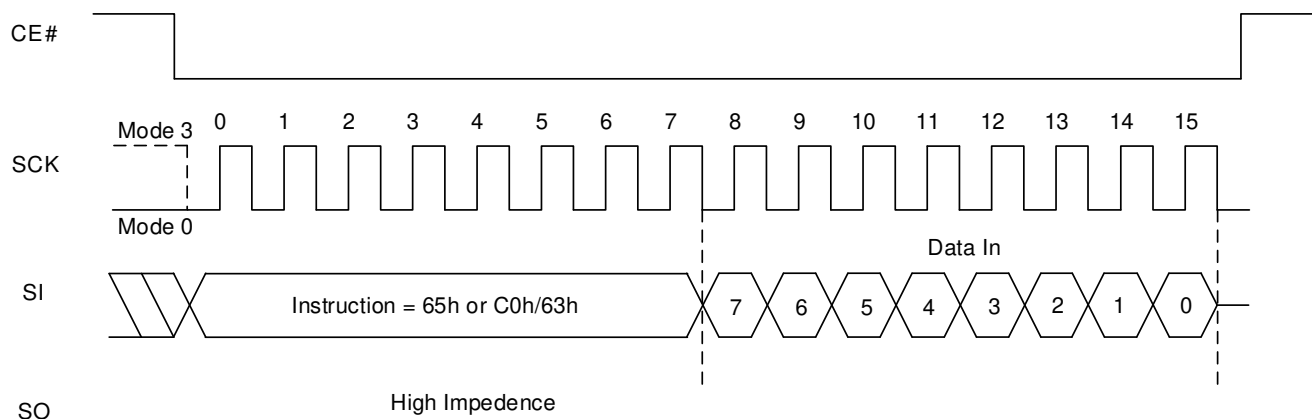 CE#
Mode 3
0 1 2 3 4 5 6 7 8 9 10 11 12 13 14 15
SCK
Mode 0
Data In
SI
Instruction = 65h or C0h/63h
7 6 5 4 3 2 1 0
High Impedence
SO